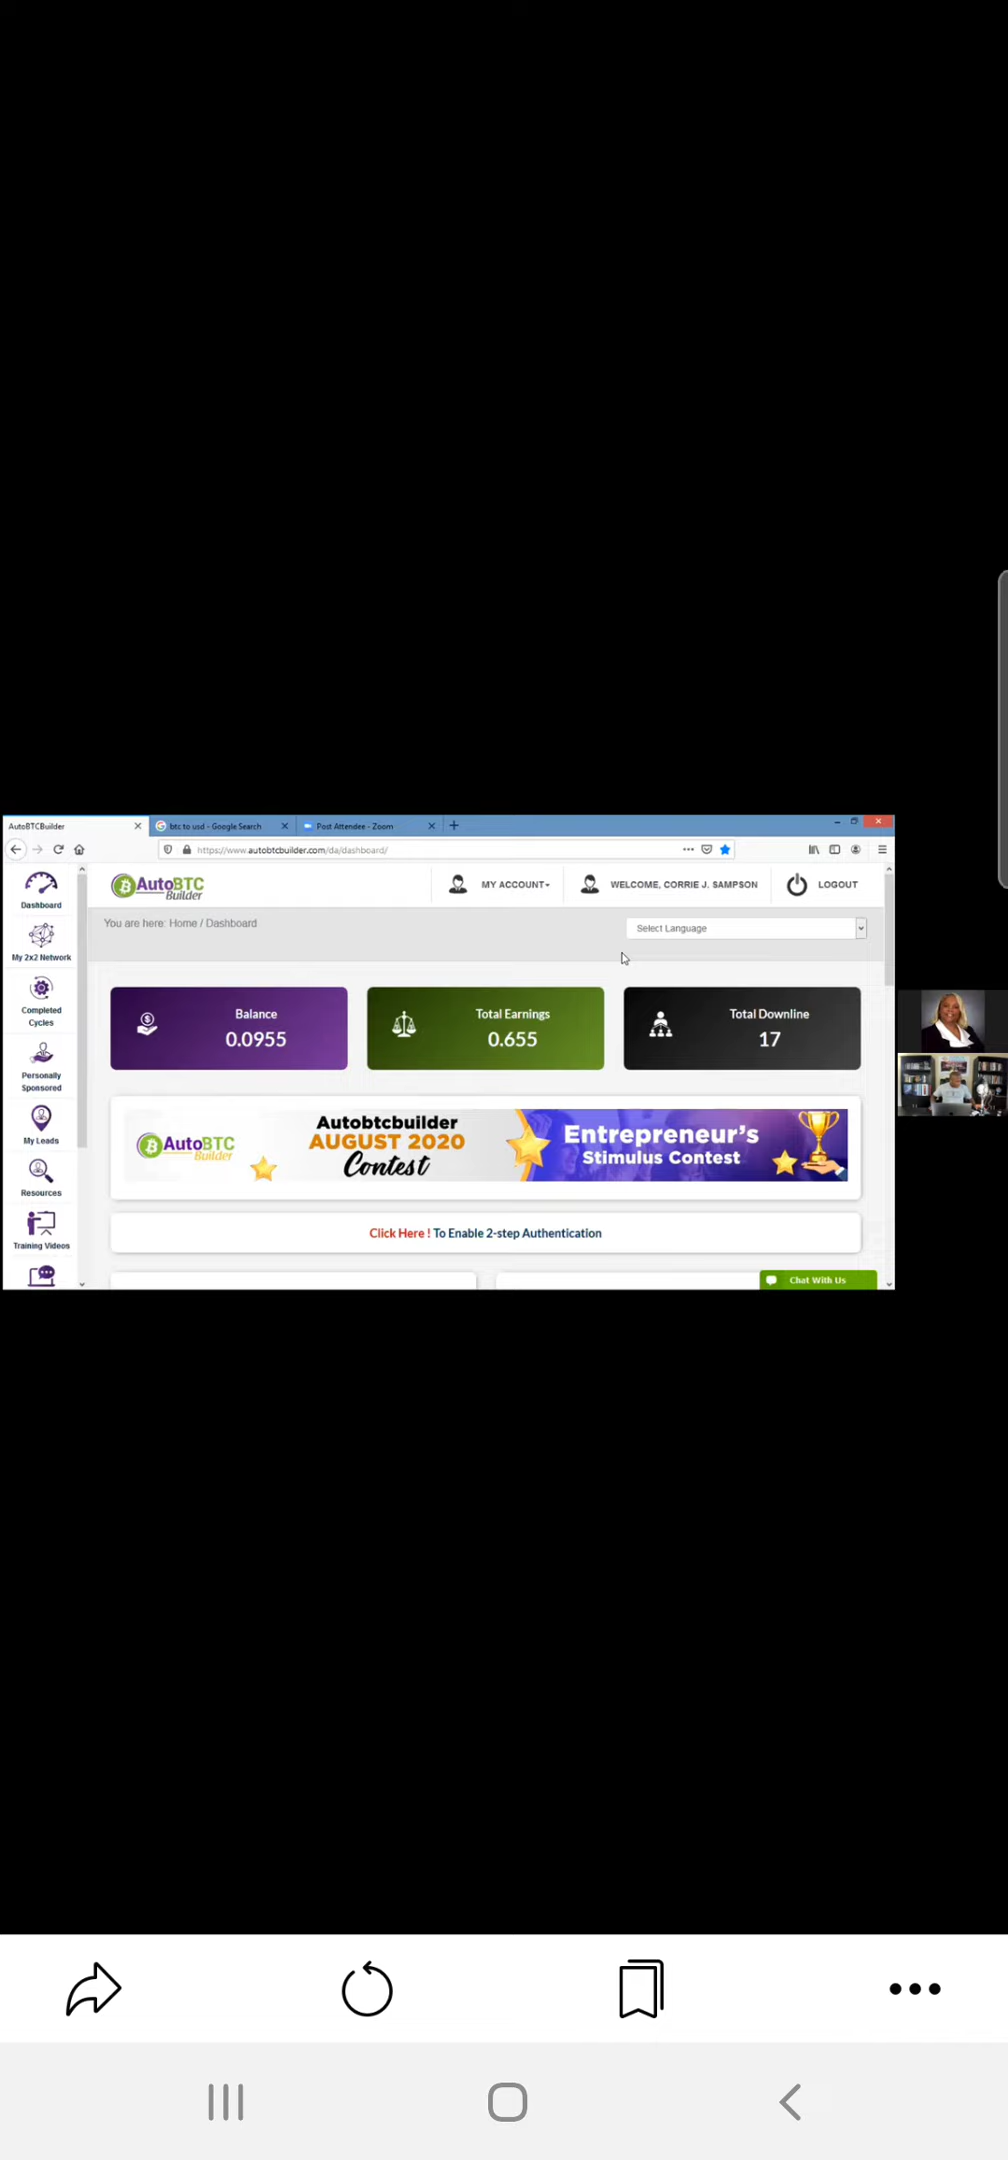 AutoBTCBuilder
btc to usd - Google Search
Post Attendee - Zoom
https://www.autobtcbuilder.com/da/dashboard/
AutoBTC
Builder
MY ACCOUNT
WELCOME, CORRIE J. SAMPSON
LOGOUT
You are here: Home / Dashboard
Select Language
Dashboard
My 2x2 Network
Completed
Cycles
Personally
Sponsored
My Leads
Resources
Training Videos
Balance
0.0955
Total Earnings
0.655
Total Downline
17
AutoBTC
Builder
Autobtcbuilder
AUGUST 2020
Contest
Entrepreneur's
Stimulus Contest
Click Here ! To Enable 2-step Authentication
Chat With Us